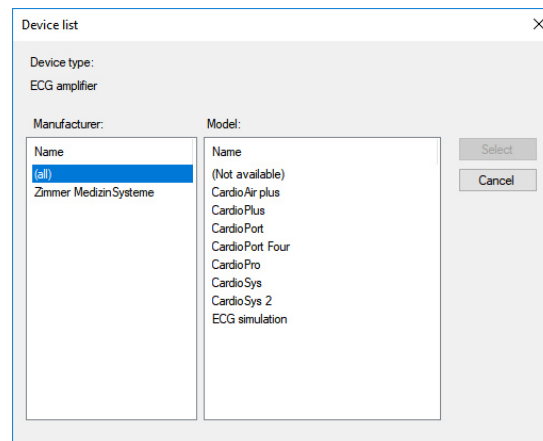 Device list
Device type:
ECG amplifier
Manufacturer:
Model:
Name
(all)
Zimmer MedizinSysteme
Name
(Not available)
CardioAir plus
CardioPlus
CardioPort
CardioPort Four
CardioPro
CardioSys
CardioSys 2
ECG simulation
Select
Cancel